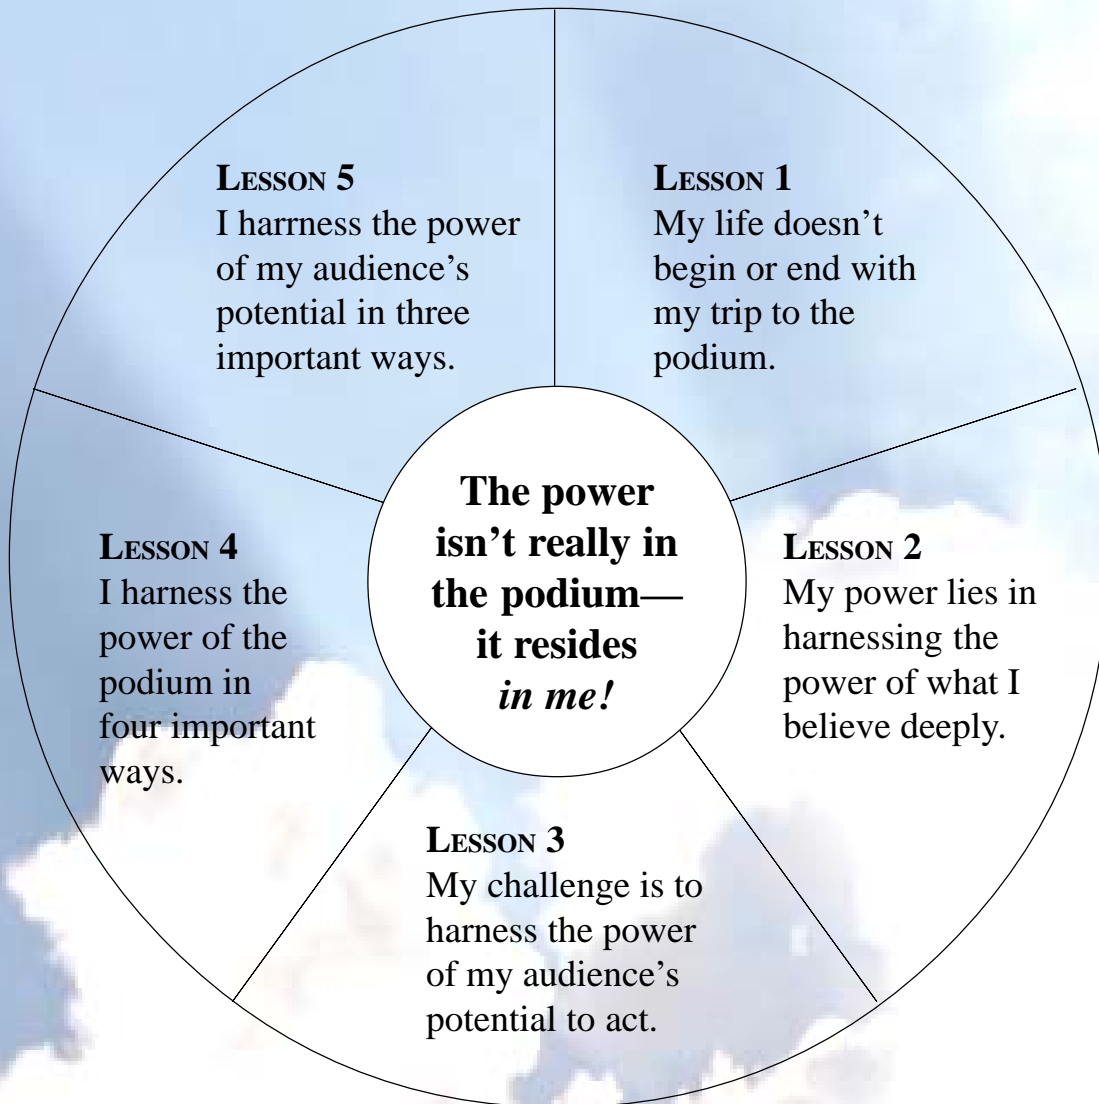 LESSON 5
I harrness the power
of my audience's
potential in three
important ways.
LESSON 1
My life doesn't
begin or end with
my trip to the
podium.
The power
isn't really in
the podium—
it resides
in me!
LESSON 4
I harness the
power of the
podium in
four important
ways.
LESSON 2
My power lies in
harnessing the
power of what I
believe deeply.
LESSON 3
My challenge is to
harness the power
of my audience's
potential to act.